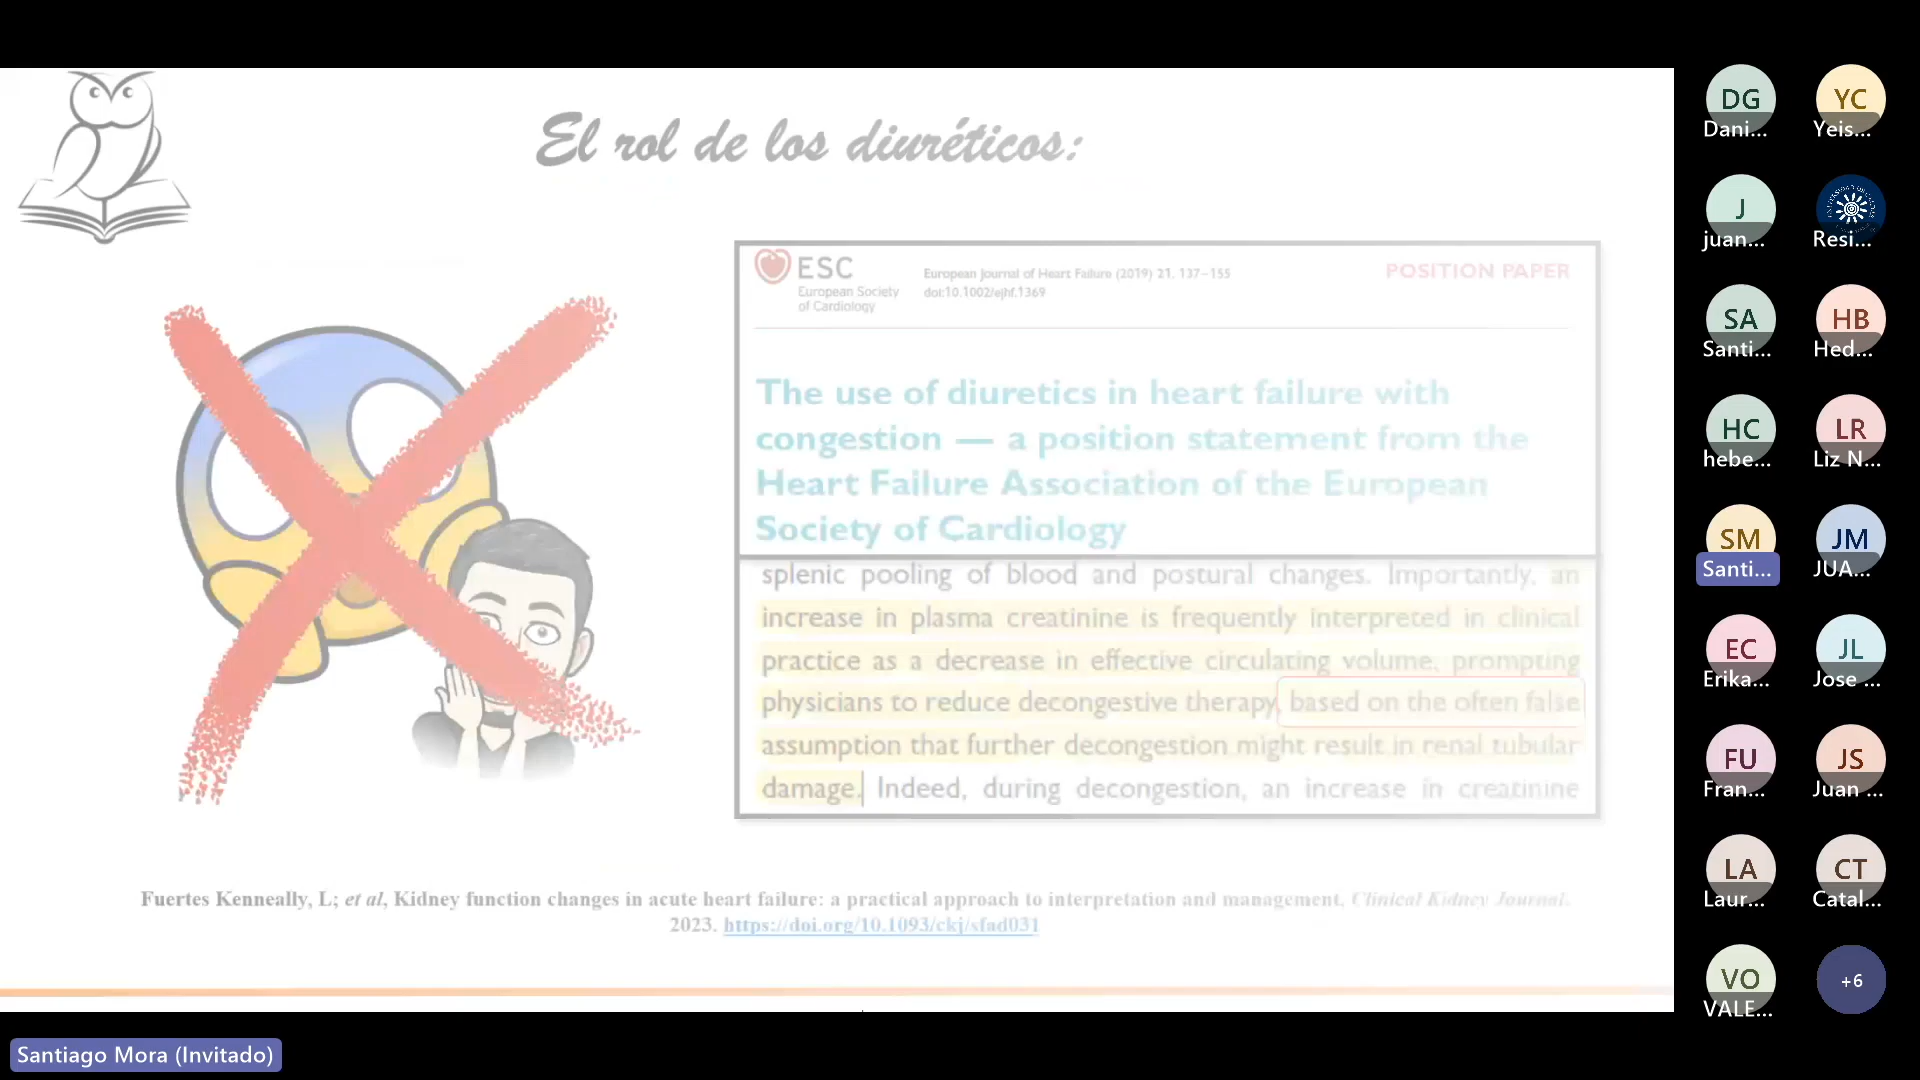 El rol de los diuréticos:
ESC
European Society
of Cardiology
European Journal of Heart Failure (2019) 21, 137–155
doi:10.1002/ejhf.1369
POSITION PAPER
The use of diuretics in heart failure with
congestion — a position statement from the
Heart Failure Association of the European
Society of Cardiology
splenic pooling of blood and postural changes. Importantly, an
increase in plasma creatinine is frequently interpreted in clinical
practice as a decrease in effective circulating volume, prompting
physicians to reduce decongestive therapy, based on the often false
assumption that further decongestion might result in renal tubular
damage. Indeed, during decongestion, an increase in creatinine
Fuertes Kenneally, L; et al, Kidney function changes in acute heart failure: a practical approach to interpretation and management, Clinical Kidney Journal.
2023. https://doi.org/10.1093/ckj/sfad031
DG
Dani...
YC
Yeis...
J
juan...
Resi...
SA
Santi...
HB
Hed...
HC
hebe...
LR
Liz N...
SM
Santi...
JM
JUA...
EC
Erika...
JL
Jose ...
FU
Fran...
JS
Juan ...
LA
Laur...
CT
Catal...
VO
VALE...
+6
Santiago Mora (Invitado)